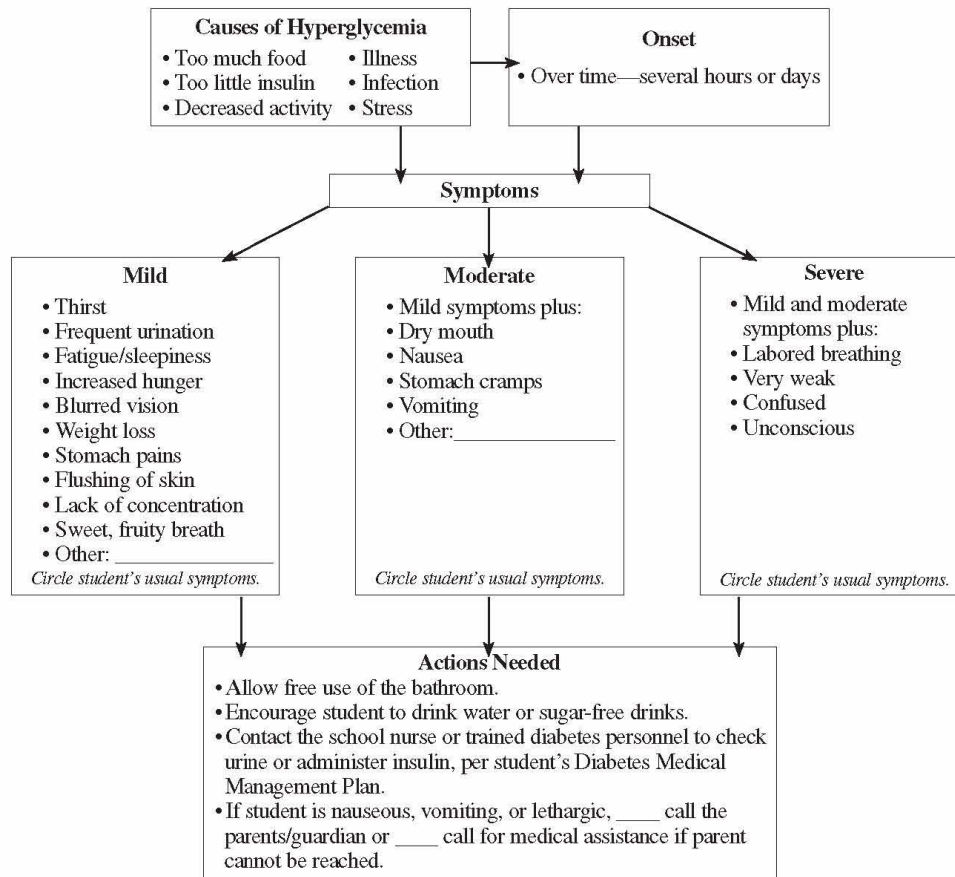 Causes of Hyperglycemia
• Too much food
• Too little insulin
• Decreased activity
• Illness
• Infection
• Stress
Onset
• Over time—several hours or days
Symptoms
Mild
• Thirst
• Frequent urination
• Fatigue/sleepiness
• Increased hunger
• Blurred vision
• Weight loss
• Stomach pains
• Flushing of skin
• Lack of concentration
• Sweet, fruity breath
• Other: ________________
Circle student’s usual symptoms.
Moderate
• Mild symptoms plus:
• Dry mouth
• Nausea
• Stomach cramps
• Vomiting
• Other:________________
Circle student’s usual symptoms.
Severe
• Mild and moderate
symptoms plus:
• Labored breathing
• Very weak
• Confused
• Unconscious
Circle student’s usual symptoms.
Actions Needed
• Allow free use of the bathroom.
• Encourage student to drink water or sugar-free drinks.
• Contact the school nurse or trained diabetes personnel to check
urine or administer insulin, per student’s Diabetes Medical
Management Plan.
• If student is nauseous, vomiting, or lethargic, ____ call the
parents/guardian or ____ call for medical assistance if parent
cannot be reached.